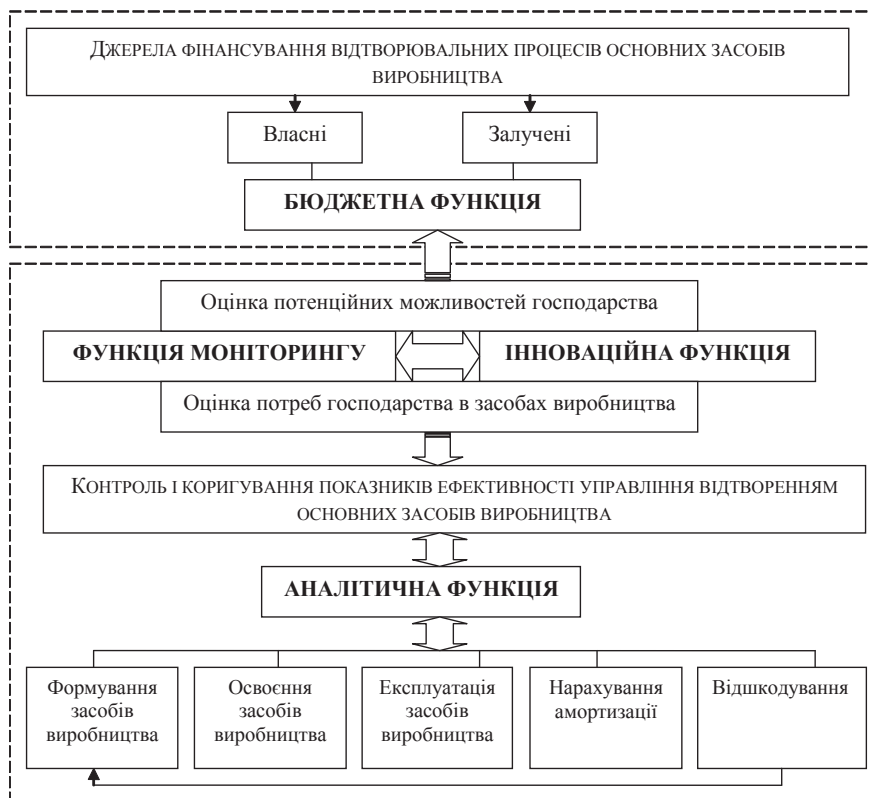 ДЖЕРЕЛА ФІНАНСУВАННЯ ВІДТВОРЮВАЛЬНИХ ПРОЦЕСІВ ОСНОВНИХ ЗАСОБІВ
ВИРОБНИЦТВА
Власні
Залучені
БЮДЖЕТНА ФУНКЦІЯ
Оцінка потенційних можливостей господарства
ФУНКЦІЯ МОНІТОРИНГУ
ІННОВАЦІЙНА ФУНКЦІЯ
Оцінка потреб господарства в засобах виробництва
КОНТРОЛЬ І КОРИГУВАННЯ ПОКАЗНИКІВ ЕФЕКТИВНОСТІ УПРАВЛІННЯ ВІДТВОРЕННЯМ
ОСНОВНИХ ЗАСОБІВ ВИРОБНИЦТВА
АНАЛІТИЧНА ФУНКЦІЯ
Формування
засобів
виробництва
Освоєння
засобів
виробництва
Експлуатація
засобів
виробництва
Нарахування
амортизації
Відшкодування